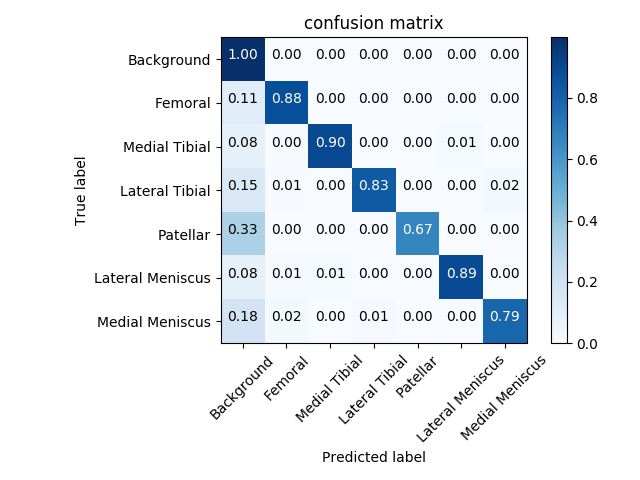 confusion matrix
True label
Background 1.00 0.00 0.00 0.00 0.00 0.00 0.00
Femoral 0.11 0.88 0.00 0.00 0.00 0.00 0.00
Medial Tibial 0.08 0.00 0.90 0.00 0.00 0.01 0.00
Lateral Tibial 0.15 0.01 0.00 0.83 0.00 0.00 0.02
Patellar 0.33 0.00 0.00 0.00 0.67 0.00 0.00
Lateral Meniscus 0.08 0.01 0.01 0.00 0.00 0.89 0.00
Medial Meniscus 0.18 0.02 0.00 0.01 0.00 0.00 0.79
Background
Femoral
Medial Tibial
Lateral Tibial
Patellar
Lateral Meniscus
Medial Meniscus
Predicted label
0.8
0.6
0.4
0.2
0.0